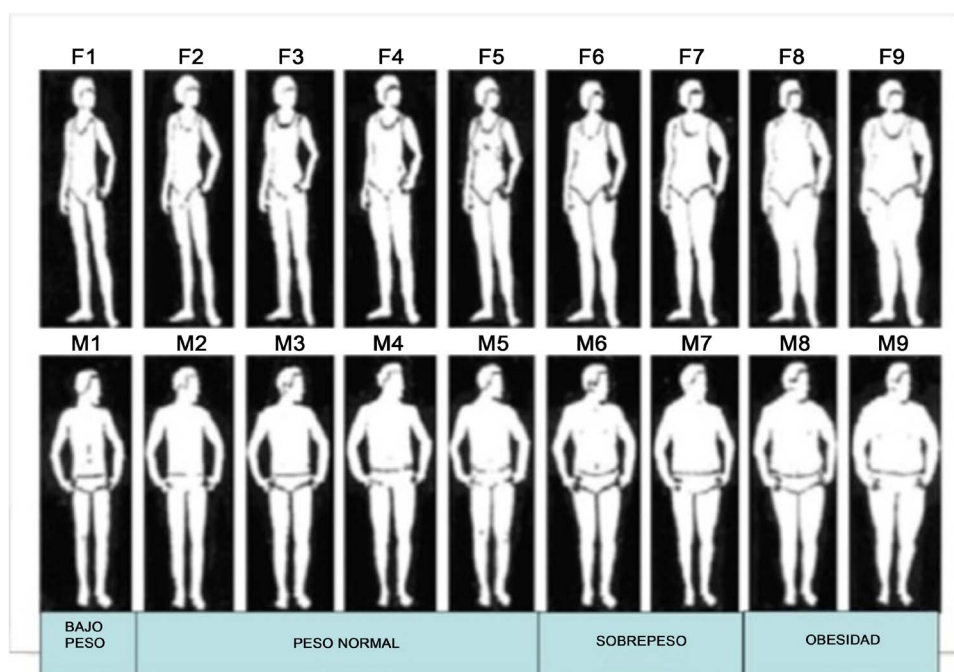 F1 F2 F3 F4 F5 F6 F7 F8 F9
M1 M2 M3 M4 M5 M6 M7 M8 M9
BAJO
PESO
PESO NORMAL
SOBREPESO
OBESIDAD